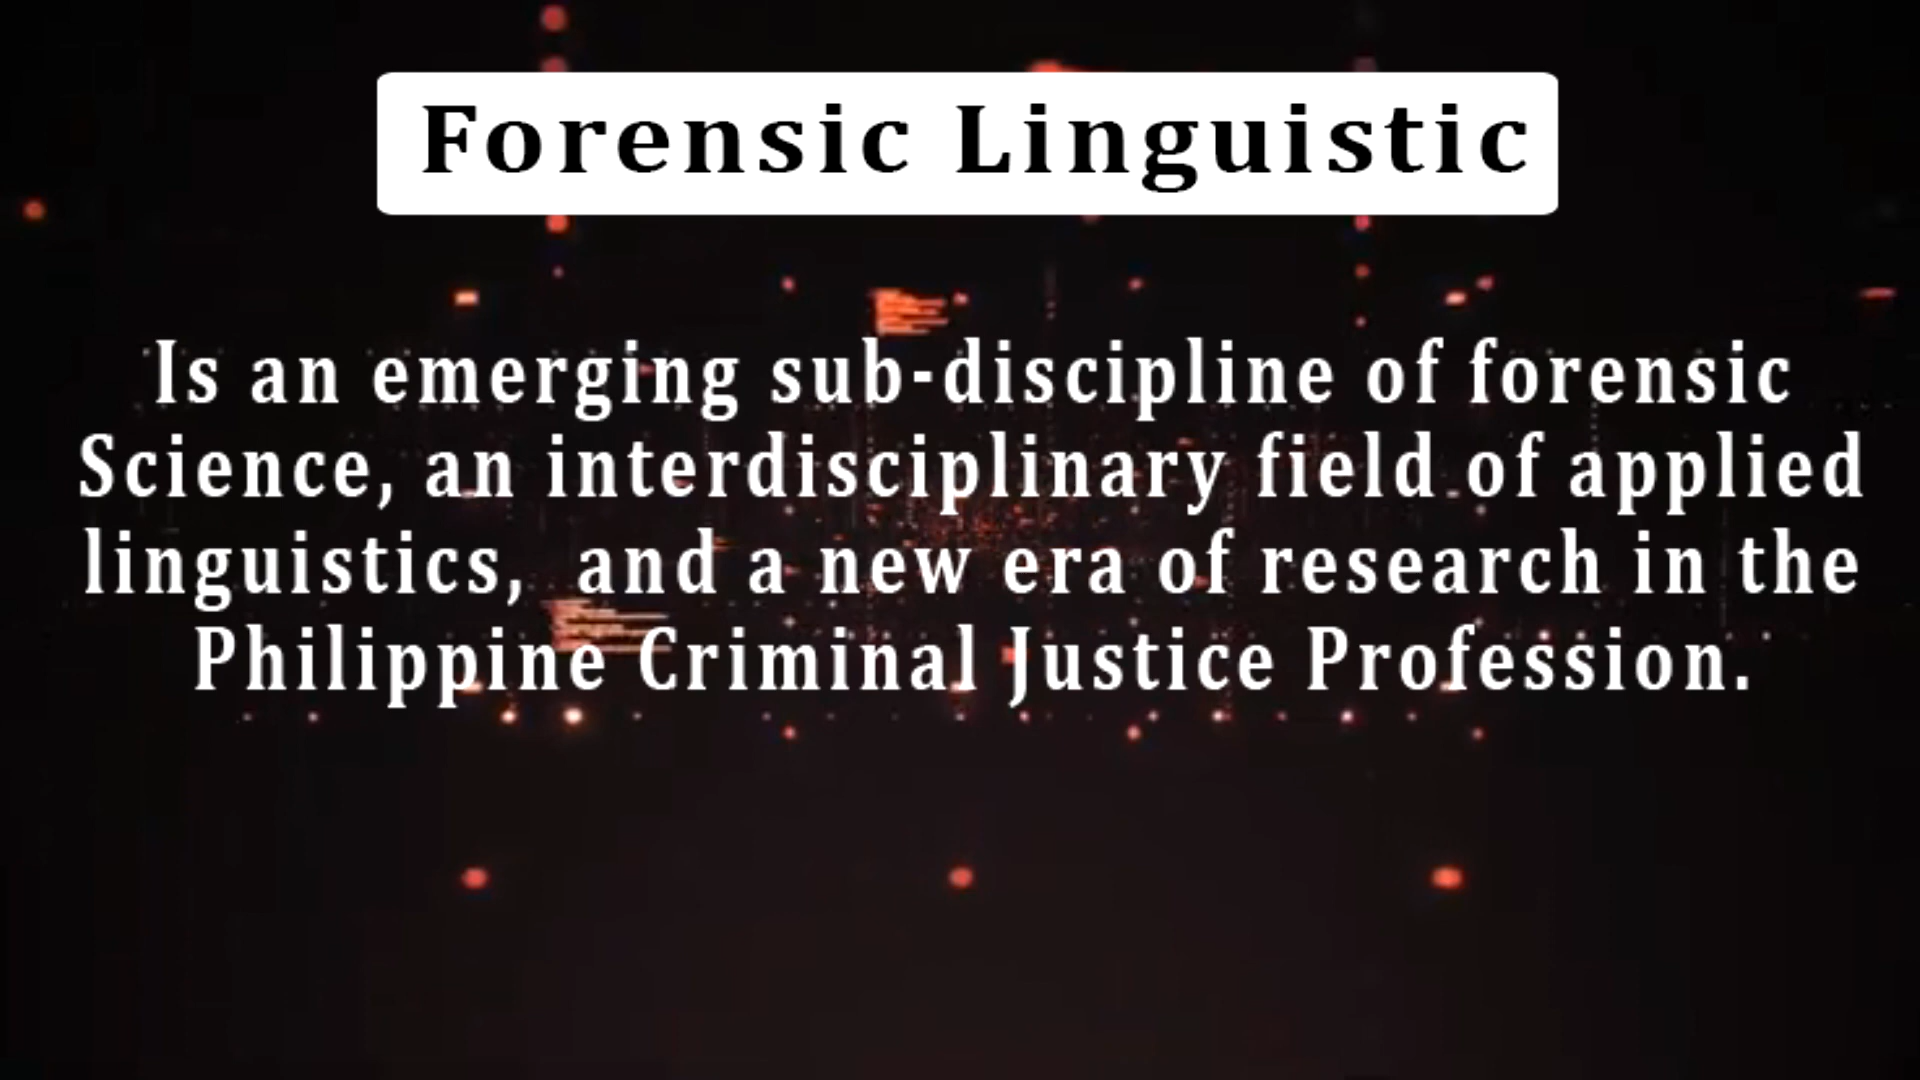 Forensic Linguistic
Is an emerging sub-discipline of forensic
Science, an interdisciplinary field of applied
linguistics, and a new era of research in the
Philippine Criminal Justice Profession.